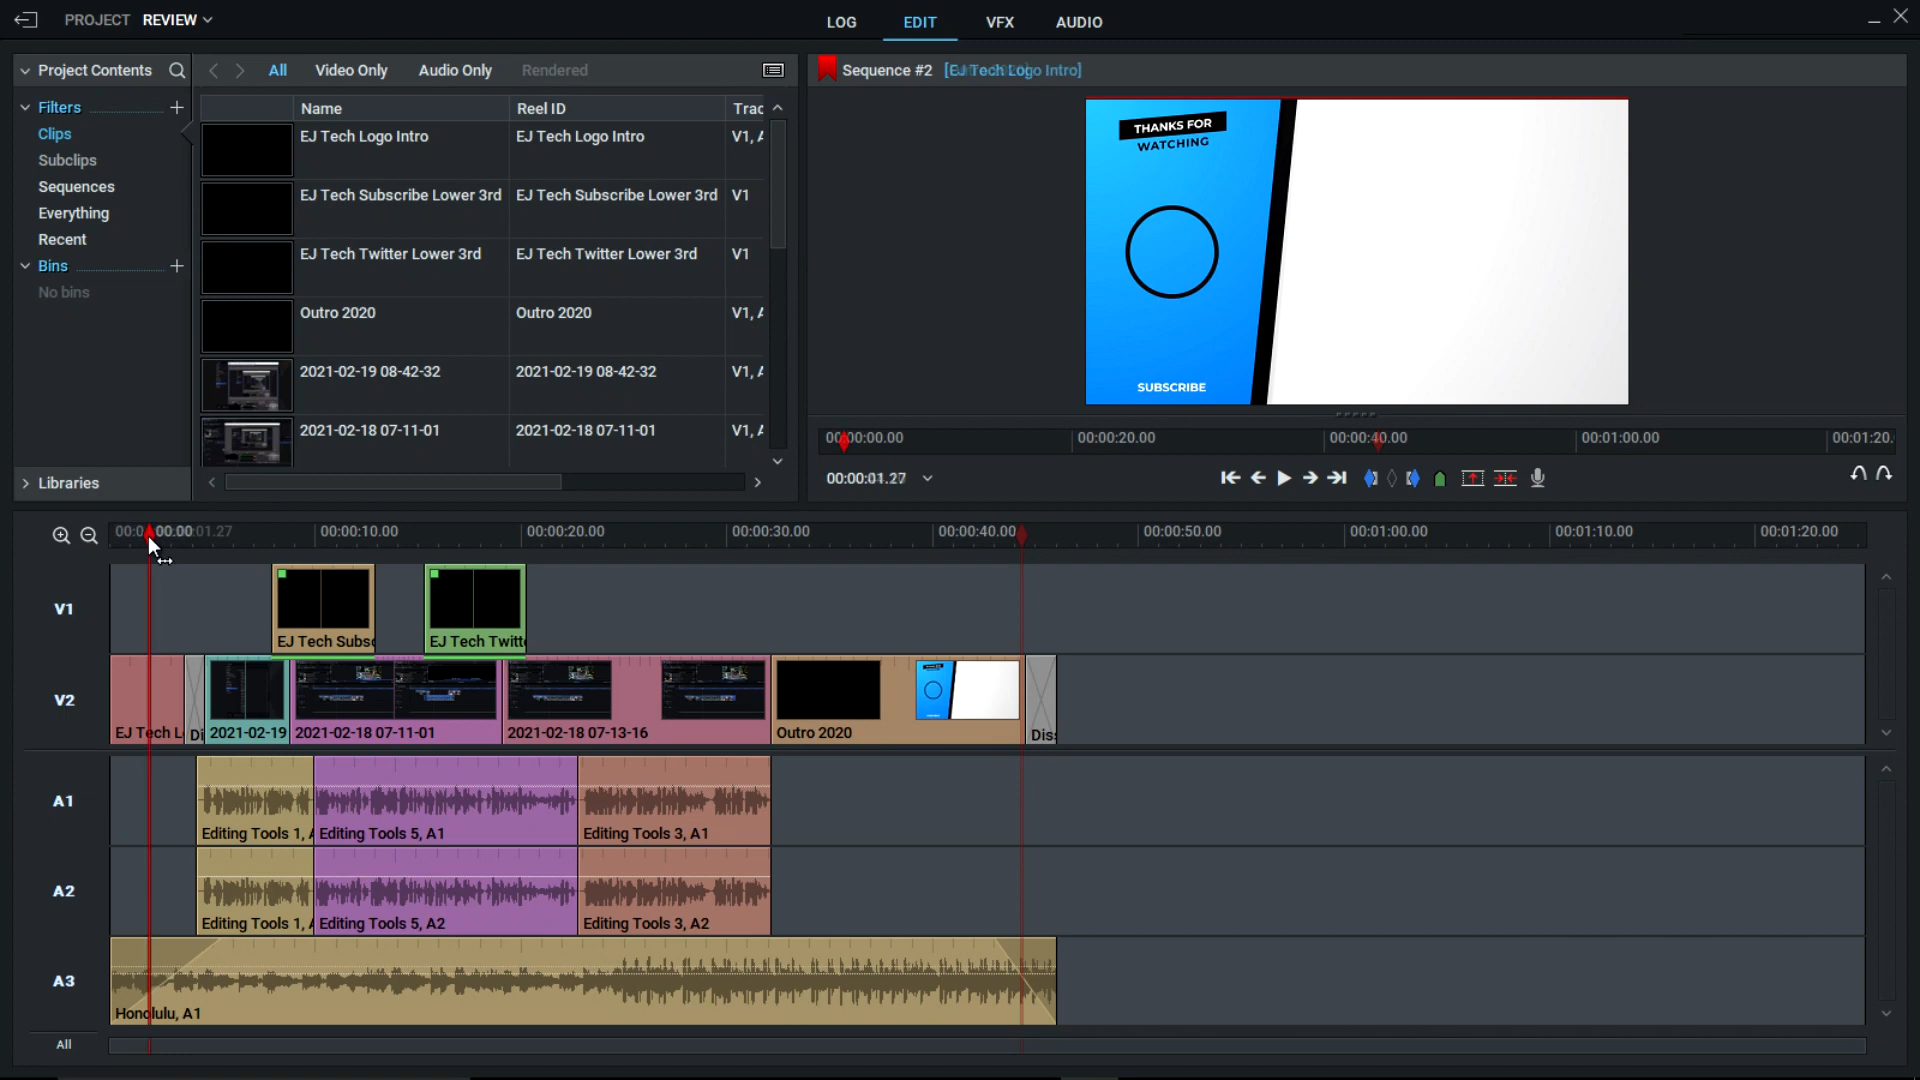 PROJECT REVIEW
LOG EDIT VFX AUDIO
Project Contents
All Video Only Audio Only Rendered
Sequence #2 [EJ Tech Logo Intro]
Filters
Clips
Subclips
Sequences
Everything
Recent
Bins
No bins
Libraries
Name Reel ID Trac
EJ Tech Logo Intro EJ Tech Logo Intro V1, A
EJ Tech Subscribe Lower 3rd EJ Tech Subscribe Lower 3rd V1
EJ Tech Twitter Lower 3rd EJ Tech Twitter Lower 3rd V1
Outro 2020 Outro 2020 V1, A
2021-02-19 08-42-32 2021-02-19 08-42-32 V1, A
2021-02-18 07-11-01 2021-02-18 07-11-01 V1, A
THANKS FOR
WATCHING
SUBSCRIBE
00:00:00.00 00:00:20.00 00:00:40.00 00:01:00.00 00:01:20.
00:00:01.27
00:00:10.00 00:00:20.00 00:00:30.00 00:00:40.00 00:00:50.00 00:01:00.00 00:01:10.00 00:01:20.00
V1
EJ Tech Subsc EJ Tech Twitte
V2
EJ Tech L Di 2021-02-19 2021-02-18 07-11-01 2021-02-18 07-13-16 Outro 2020 Diss
A1
Editing Tools 1, A Editing Tools 5, A1 Editing Tools 3, A1
A2
Editing Tools 1, A Editing Tools 5, A2 Editing Tools 3, A2
A3
Honolulu, A1
All